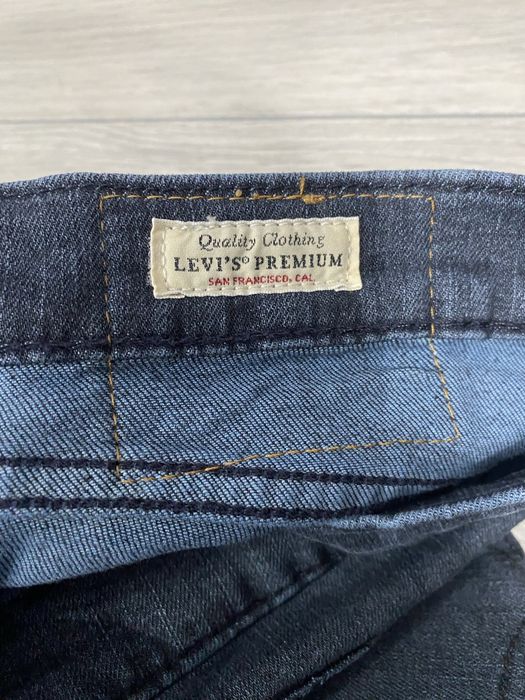 Quality Clothing
LEVI'S® PREMIUM
SAN FRANCISCO, CAL